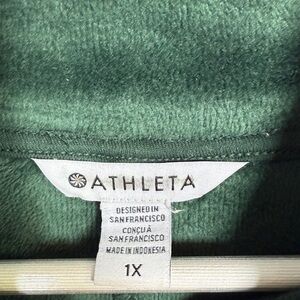 ATHLETA
DESIGNED IN
SAN FRANCISCO
CONÇU À
SAN FRANCISCO
MADE IN INDONESIA
1X